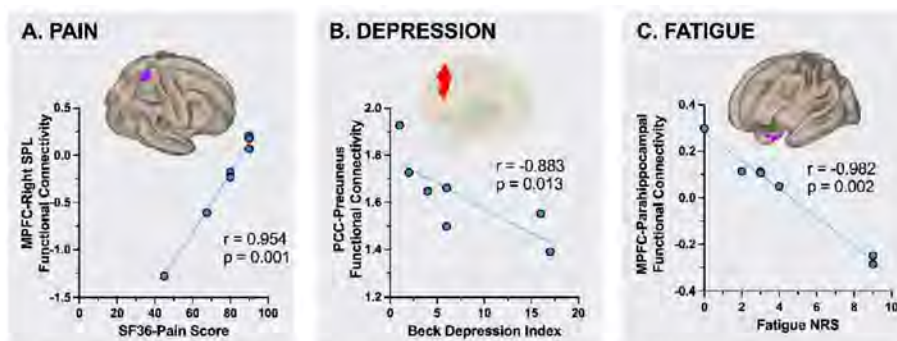 A. PAIN
MPFC-Right SPL
Functional Connectivity
0.5
0.0
-0.5
-1.0
-1.5
0
20
40
60
80
100
r = 0.954
p = 0.001
SF36-Pain Score
B. DEPRESSION
PCC-Precuneus
Functional Connectivity
2.0
1.8
1.6
1.4
1.2
0
5
10
15
20
r = -0.883
p = 0.013
Beck Depression Index
C. FATIGUE
MPFC-Parahippocampal
Functional Connectivity
0.4
0.2
0.0
-0.2
-0.4
0
2
4
6
8
10
r = -0.982
p = 0.002
Fatigue NRS